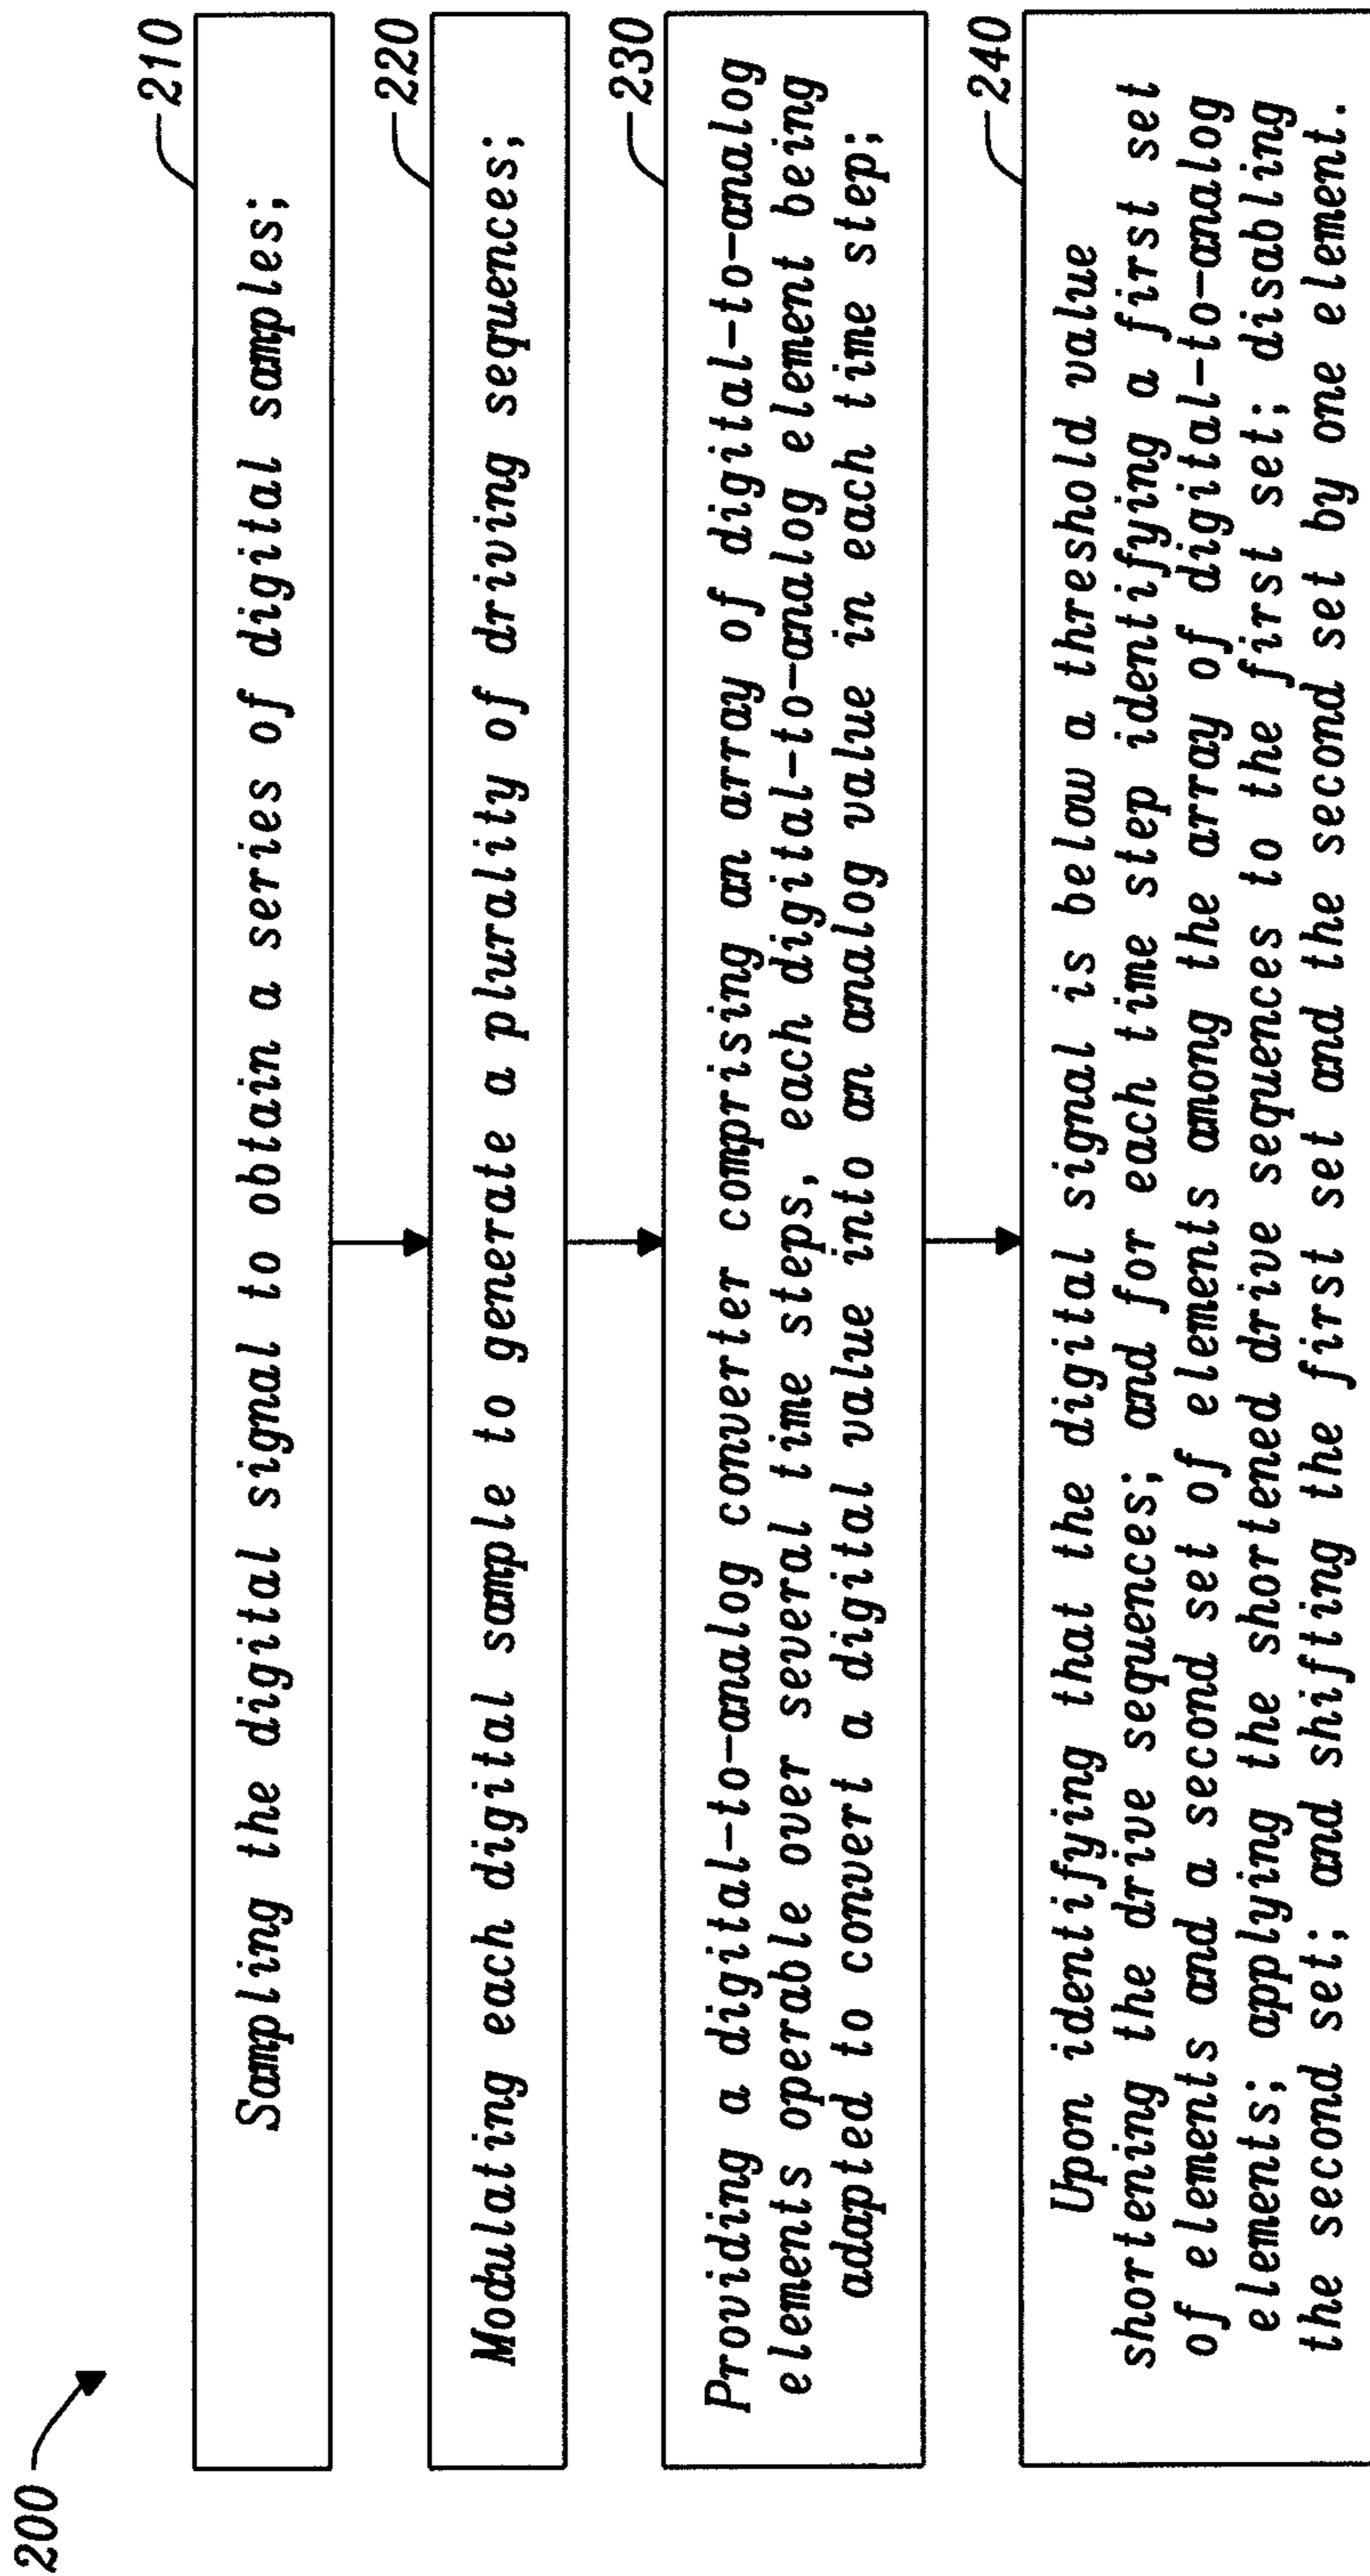 200
210
Sampling the digital signal to obtain a series of digital samples;
220
Modulating each digital sample to generate a plurality of driving sequences;
230
Providing a digital-to-analog converter comprising an array of digital-to-analog
elements operable over several time steps, each digital-to-analog element being
adapted to convert a digital value into an analog value in each time step;
240
Upon identifying that the digital signal is below a threshold value
shortening the drive sequences; and for each time step identifying a first set
of elements and a second set of elements among the array of digital-to-analog
elements; applying the shortened drive sequences to the first set; disabling
the second set; and shifting the first set and the second set by one element.